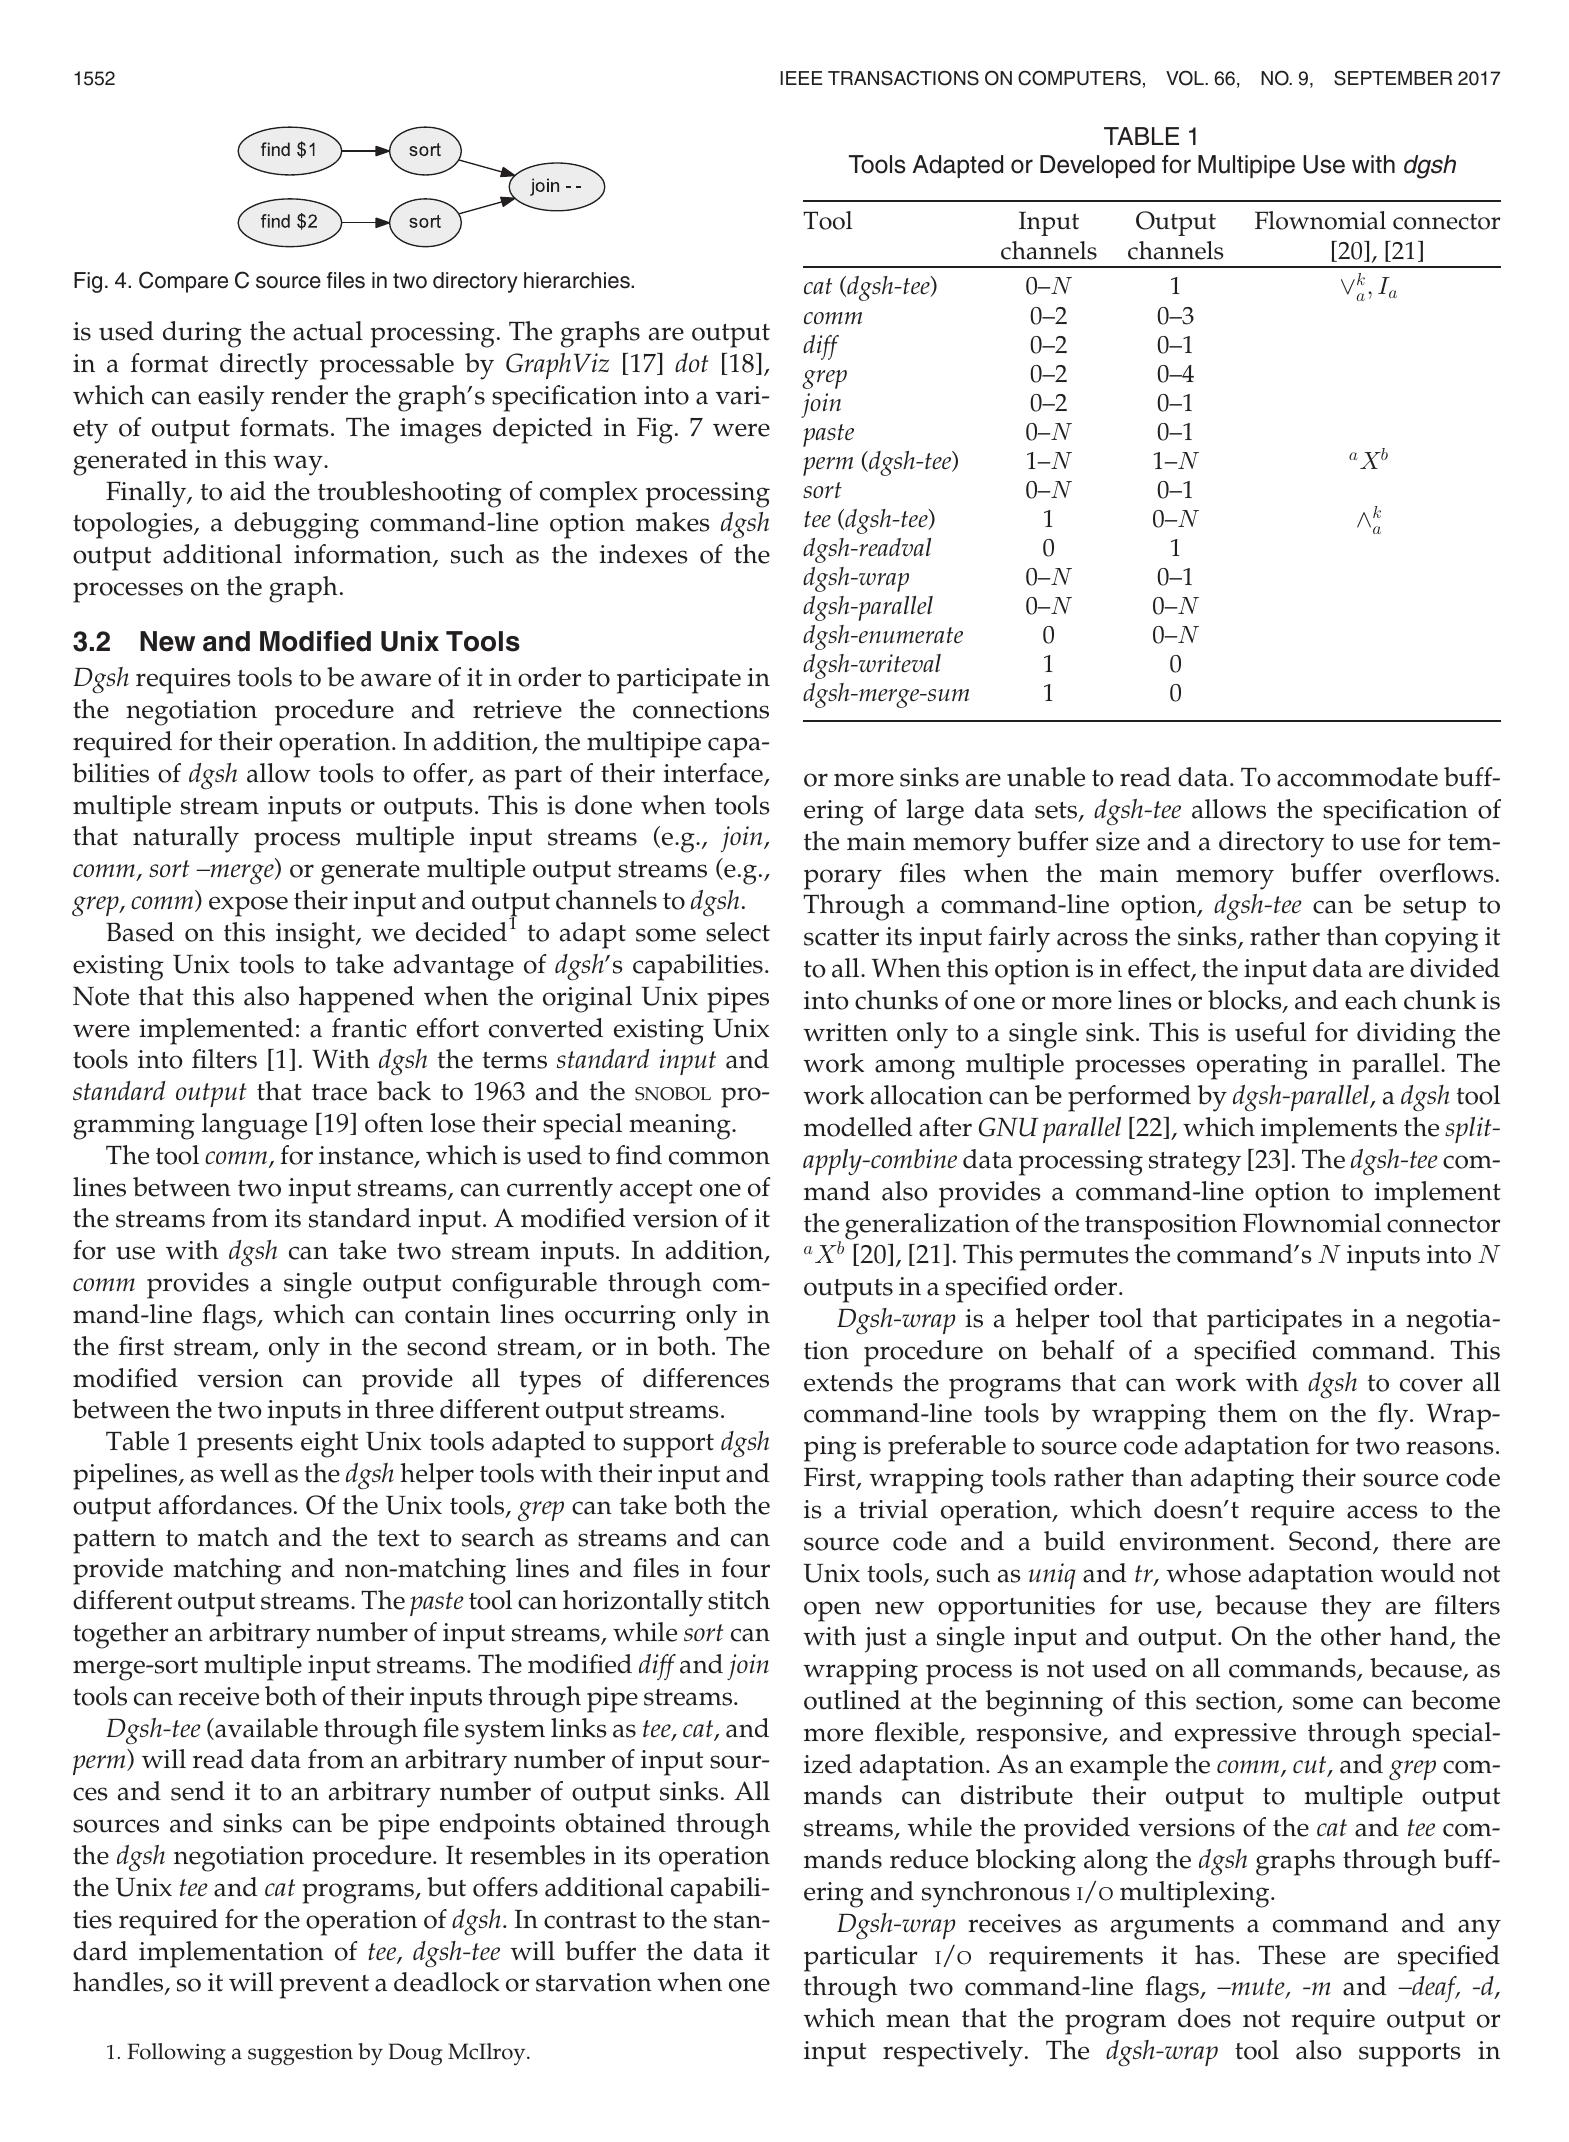 1552
IEEE TRANSACTIONS ON COMPUTERS, VOL. 66, NO. 9, SEPTEMBER 2017
find $1
sort
join - -
find $2
sort
Fig. 4. Compare C source files in two directory hierarchies.
is used during the actual processing. The graphs are output
in a format directly processable by GraphViz [17] dot [18],
which can easily render the graph's specification into a vari-
ety of output formats. The images depicted in Fig. 7 were
generated in this way.
Finally, to aid the troubleshooting of complex processing
topologies, a debugging command-line option makes dgsh
output additional information, such as the indexes of the
processes on the graph.
3.2 New and Modified Unix Tools
Dgsh requires tools to be aware of it in order to participate in
the negotiation procedure and retrieve the connections
required for their operation. In addition, the multipipe capa-
bilities of dgsh allow tools to offer, as part of their interface,
multiple stream inputs or outputs. This is done when tools
that naturally process multiple input streams (e.g., join,
comm, sort –merge) or generate multiple output streams (e.g.,
grep, comm) expose their input and output channels to dgsh.
Based on this insight, we decided1 to adapt some select
existing Unix tools to take advantage of dgsh's capabilities.
Note that this also happened when the original Unix pipes
were implemented: a frantic effort converted existing Unix
tools into filters [1]. With dgsh the terms standard input and
standard output that trace back to 1963 and the SNOBOL pro-
gramming language [19] often lose their special meaning.
The tool comm, for instance, which is used to find common
lines between two input streams, can currently accept one of
the streams from its standard input. A modified version of it
for use with dgsh can take two stream inputs. In addition,
comm provides a single output configurable through com-
mand-line flags, which can contain lines occurring only in
the first stream, only in the second stream, or in both. The
modified version can provide all types of differences
between the two inputs in three different output streams.
Table 1 presents eight Unix tools adapted to support dgsh
pipelines, as well as the dgsh helper tools with their input and
output affordances. Of the Unix tools, grep can take both the
pattern to match and the text to search as streams and can
provide matching and non-matching lines and files in four
different output streams. The paste tool can horizontally stitch
together an arbitrary number of input streams, while sort can
merge-sort multiple input streams. The modified diff and join
tools can receive both of their inputs through pipe streams.
Dgsh-tee (available through file system links as tee, cat, and
perm) will read data from an arbitrary number of input sour-
ces and send it to an arbitrary number of output sinks. All
sources and sinks can be pipe endpoints obtained through
the dgsh negotiation procedure. It resembles in its operation
the Unix tee and cat programs, but offers additional capabili-
ties required for the operation of dgsh. In contrast to the stan-
dard implementation of tee, dgsh-tee will buffer the data it
handles, so it will prevent a deadlock or starvation when one
1. Following a suggestion by Doug McIlroy.
TABLE 1
Tools Adapted or Developed for Multipipe Use with dgsh
Tool Input Output Flownomial connector
channels channels [20], [21]
cat (dgsh-tee) 0–N 1 ∨ka, Ia
comm 0–2 0–3
diff 0–2 0–1
grep 0–2 0–4
join 0–2 0–1
paste 0–N 0–1
perm (dgsh-tee) 1–N 1–N aXb
sort 0–N 0–1
tee (dgsh-tee) 1 0–N ∧ka
dgsh-readval 0 1
dgsh-wrap 0–N 0–1
dgsh-parallel 0–N 0–N
dgsh-enumerate 0 0–N
dgsh-writeval 1 0
dgsh-merge-sum 1 0
or more sinks are unable to read data. To accommodate buff-
ering of large data sets, dgsh-tee allows the specification of
the main memory buffer size and a directory to use for tem-
porary files when the main memory buffer overflows.
Through a command-line option, dgsh-tee can be setup to
scatter its input fairly across the sinks, rather than copying it
to all. When this option is in effect, the input data are divided
into chunks of one or more lines or blocks, and each chunk is
written only to a single sink. This is useful for dividing the
work among multiple processes operating in parallel. The
work allocation can be performed by dgsh-parallel, a dgsh tool
modelled after GNU parallel [22], which implements the split-
apply-combine data processing strategy [23]. The dgsh-tee com-
mand also provides a command-line option to implement
the generalization of the transposition Flownomial connector
aXb [20], [21]. This permutes the command's N inputs into N
outputs in a specified order.
Dgsh-wrap is a helper tool that participates in a negotia-
tion procedure on behalf of a specified command. This
extends the programs that can work with dgsh to cover all
command-line tools by wrapping them on the fly. Wrap-
ping is preferable to source code adaptation for two reasons.
First, wrapping tools rather than adapting their source code
is a trivial operation, which doesn't require access to the
source code and a build environment. Second, there are
Unix tools, such as uniq and tr, whose adaptation would not
open new opportunities for use, because they are filters
with just a single input and output. On the other hand, the
wrapping process is not used on all commands, because, as
outlined at the beginning of this section, some can become
more flexible, responsive, and expressive through special-
ized adaptation. As an example the comm, cut, and grep com-
mands can distribute their output to multiple output
streams, while the provided versions of the cat and tee com-
mands reduce blocking along the dgsh graphs through buff-
ering and synchronous I/O multiplexing.
Dgsh-wrap receives as arguments a command and any
particular I/O requirements it has. These are specified
through two command-line flags, –mute, -m and –deaf, -d,
which mean that the program does not require output or
input respectively. The dgsh-wrap tool also supports in